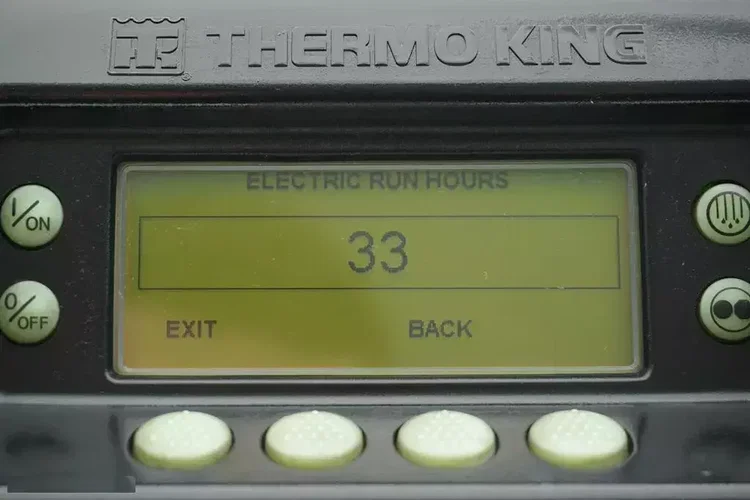 THERMO KING
ELECTRIC RUN HOURS
I/ON
33
O/OFF
EXIT BACK